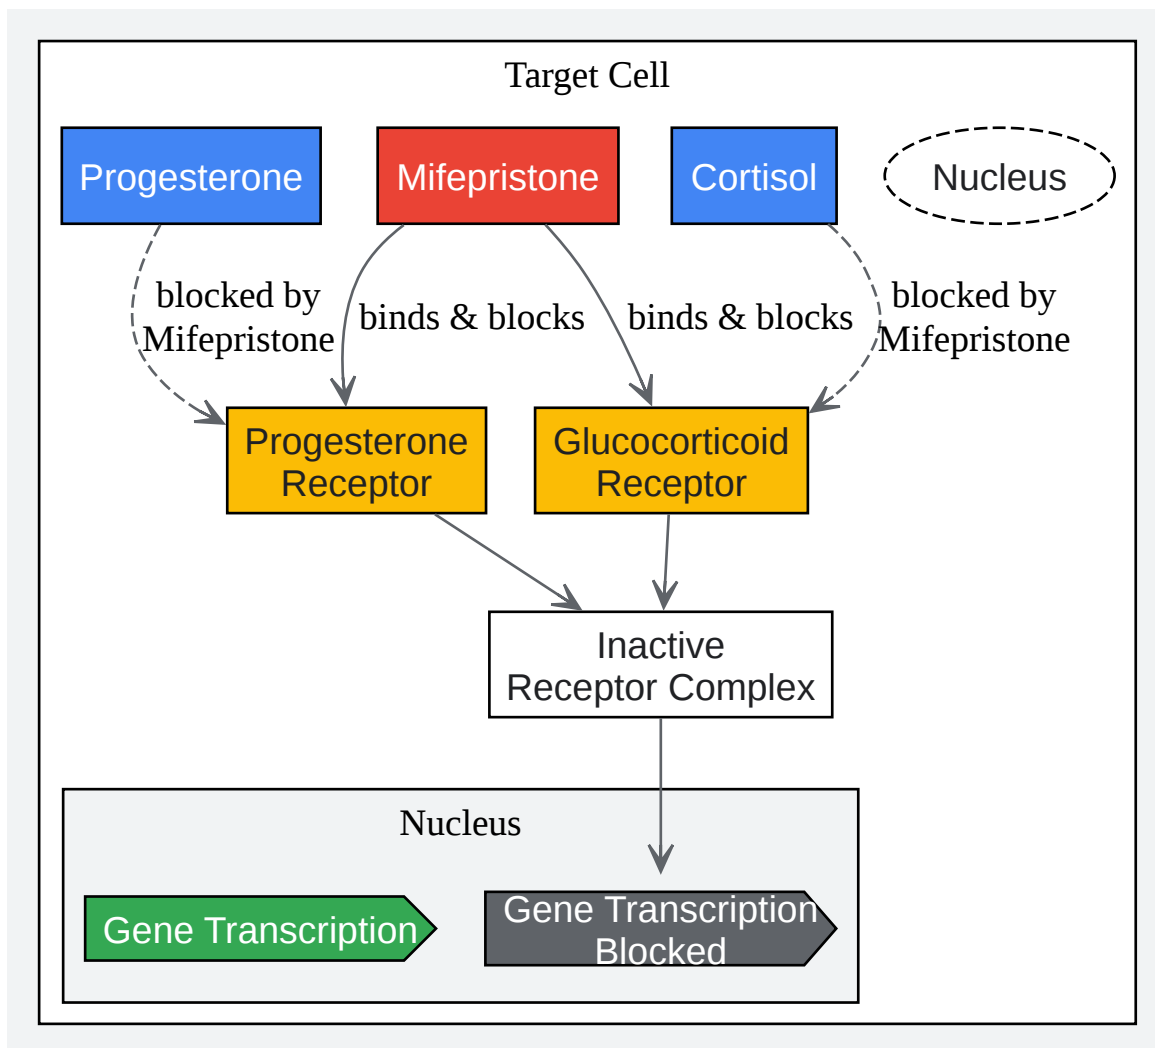 Target Cell
Progesterone
Mifepristone
Cortisol
Nucleus
blocked by
Mifepristone
binds & blocks
binds & blocks
blocked by
Mifepristone
Progesterone
Receptor
Glucocorticoid
Receptor
Inactive
Receptor Complex
Nucleus
Gene Transcription
Gene Transcription
Blocked